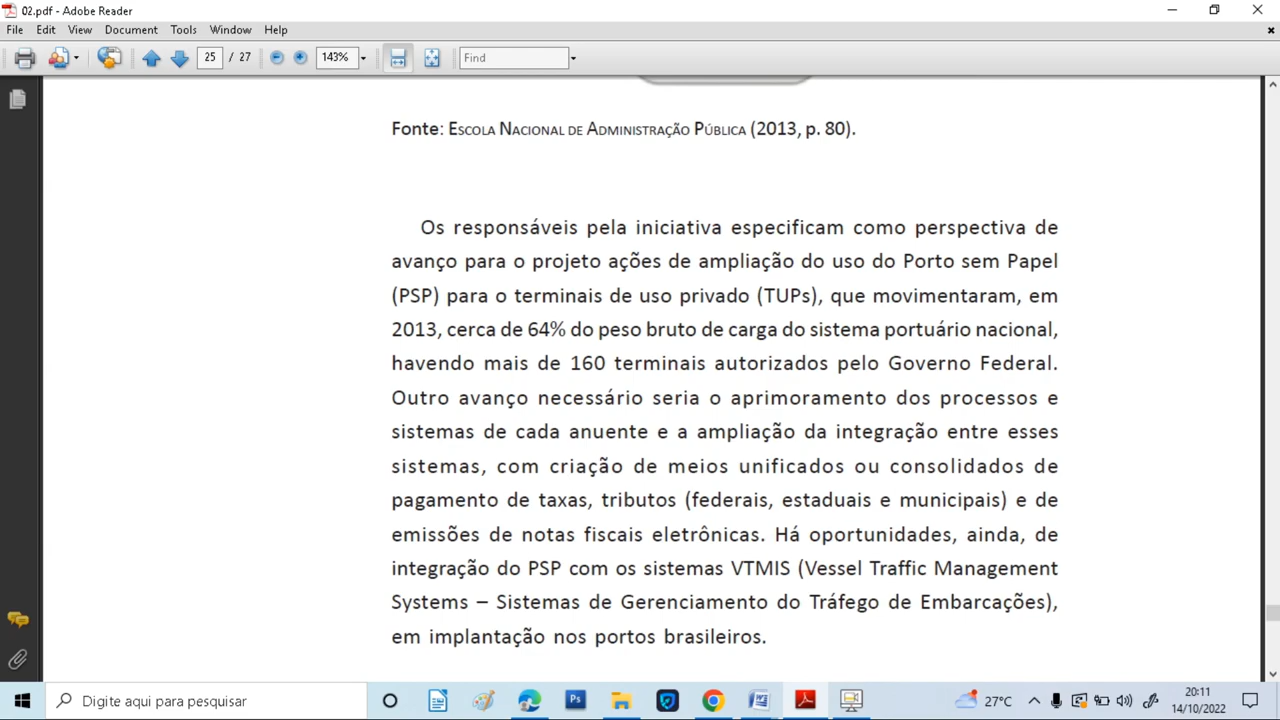 02.pdf - Adobe Reader
File Edit View Document Tools Window Help
25 / 27 143% Find
Fonte: Escola Nacional de Administração Pública (2013, p. 80).
Os responsáveis pela iniciativa especificam como perspectiva de
avanço para o projeto ações de ampliação do uso do Porto sem Papel
(PSP) para o terminais de uso privado (TUPs), que movimentaram, em
2013, cerca de 64% do peso bruto de carga do sistema portuário nacional,
havendo mais de 160 terminais autorizados pelo Governo Federal.
Outro avanço necessário seria o aprimoramento dos processos e
sistemas de cada anuente e a ampliação da integração entre esses
sistemas, com criação de meios unificados ou consolidados de
pagamento de taxas, tributos (federais, estaduais e municipais) e de
emissões de notas fiscais eletrônicas. Há oportunidades, ainda, de
integração do PSP com os sistemas VTMIS (Vessel Traffic Management
Systems – Sistemas de Gerenciamento do Tráfego de Embarcações),
em implantação nos portos brasileiros.
Digite aqui para pesquisar
Ps
27°C
20:11
14/10/2022